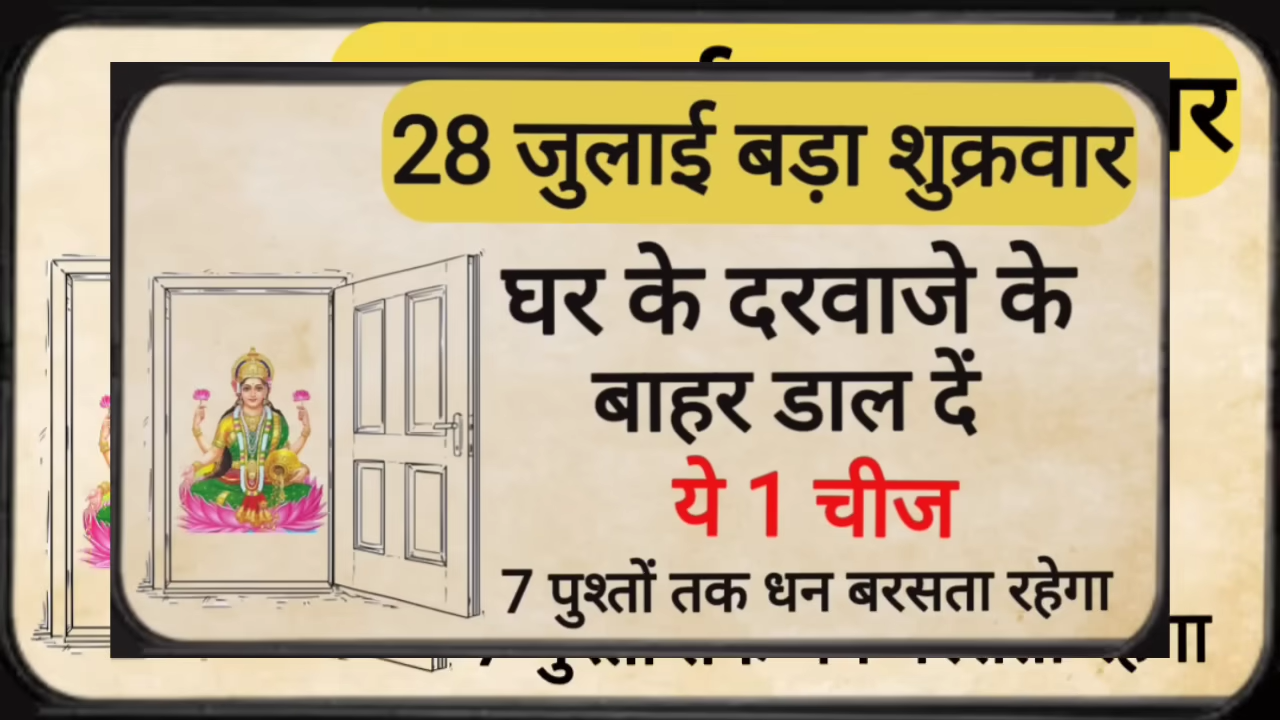 28 जुलाई बड़ा शुक्रवार
घर के दरवाजे के
बाहर डाल दें
ये 1 चीज
7 पुश्तों तक धन बरसता रहेगा